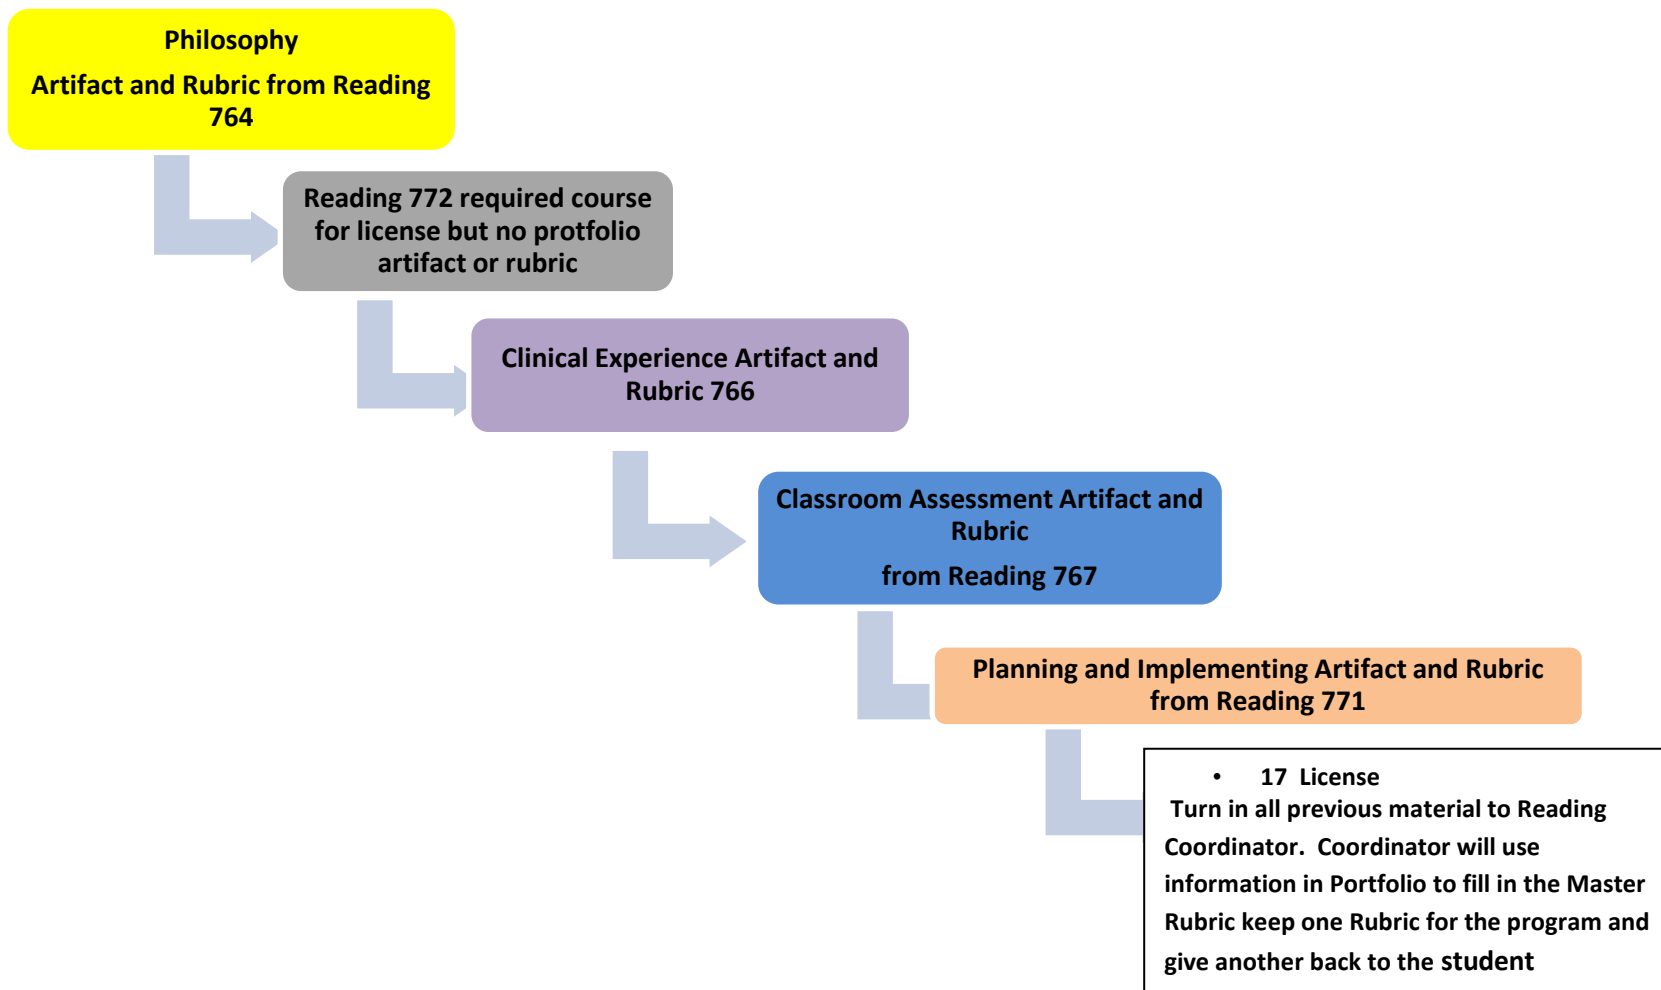 Philosophy
Artifact and Rubric from Reading
764
Reading 772 required course
for license but no protfolio
artifact or rubric
Clinical Experience Artifact and
Rubric 766
Classroom Assessment Artifact and
Rubric
from Reading 767
Planning and Implementing Artifact and Rubric
from Reading 771
• 17 License
Turn in all previous material to Reading
Coordinator. Coordinator will use
information in Portfolio to fill in the Master
Rubric keep one Rubric for the program and
give another back to the student